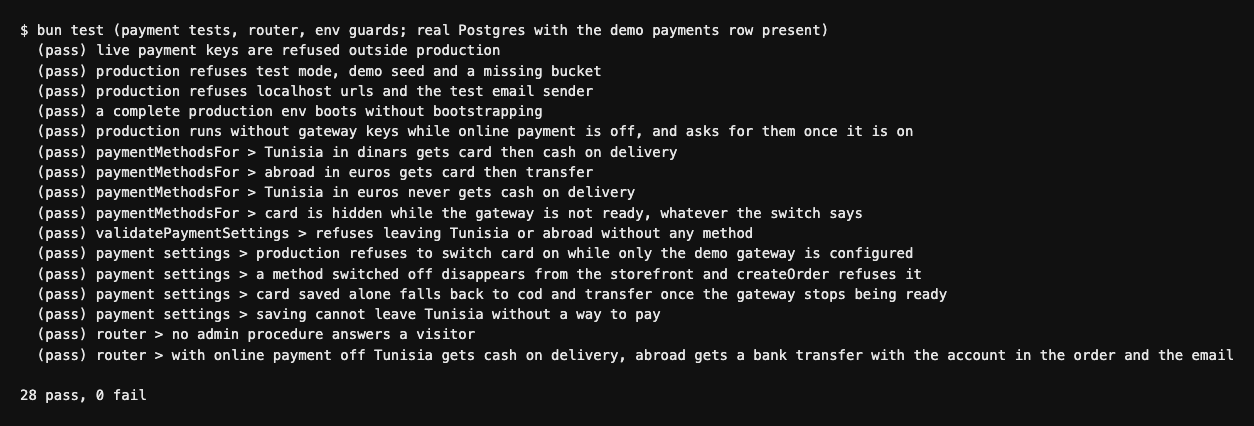 $ bun test (payment tests, router, env guards; real Postgres with the demo payments row present)
(pass) live payment keys are refused outside production
(pass) production refuses test mode, demo seed and a missing bucket
(pass) production refuses localhost urls and the test email sender
(pass) a complete production env boots without bootstrapping
(pass) production runs without gateway keys while online payment is off, and asks for them once it is on
(pass) paymentMethodsFor > Tunisia in dinars gets card then cash on delivery
(pass) paymentMethodsFor > abroad in euros gets card then transfer
(pass) paymentMethodsFor > Tunisia in euros never gets cash on delivery
(pass) paymentMethodsFor > card is hidden while the gateway is not ready, whatever the switch says
(pass) validatePaymentSettings > refuses leaving Tunisia or abroad without any method
(pass) payment settings > production refuses to switch card on while only the demo gateway is configured
(pass) payment settings > a method switched off disappears from the storefront and createOrder refuses it
(pass) payment settings > card saved alone falls back to cod and transfer once the gateway stops being ready
(pass) payment settings > saving cannot leave Tunisia without a way to pay
(pass) router > no admin procedure answers a visitor
(pass) router > with online payment off Tunisia gets cash on delivery, abroad gets a bank transfer with the account in the order and the email
28 pass, 0 fail